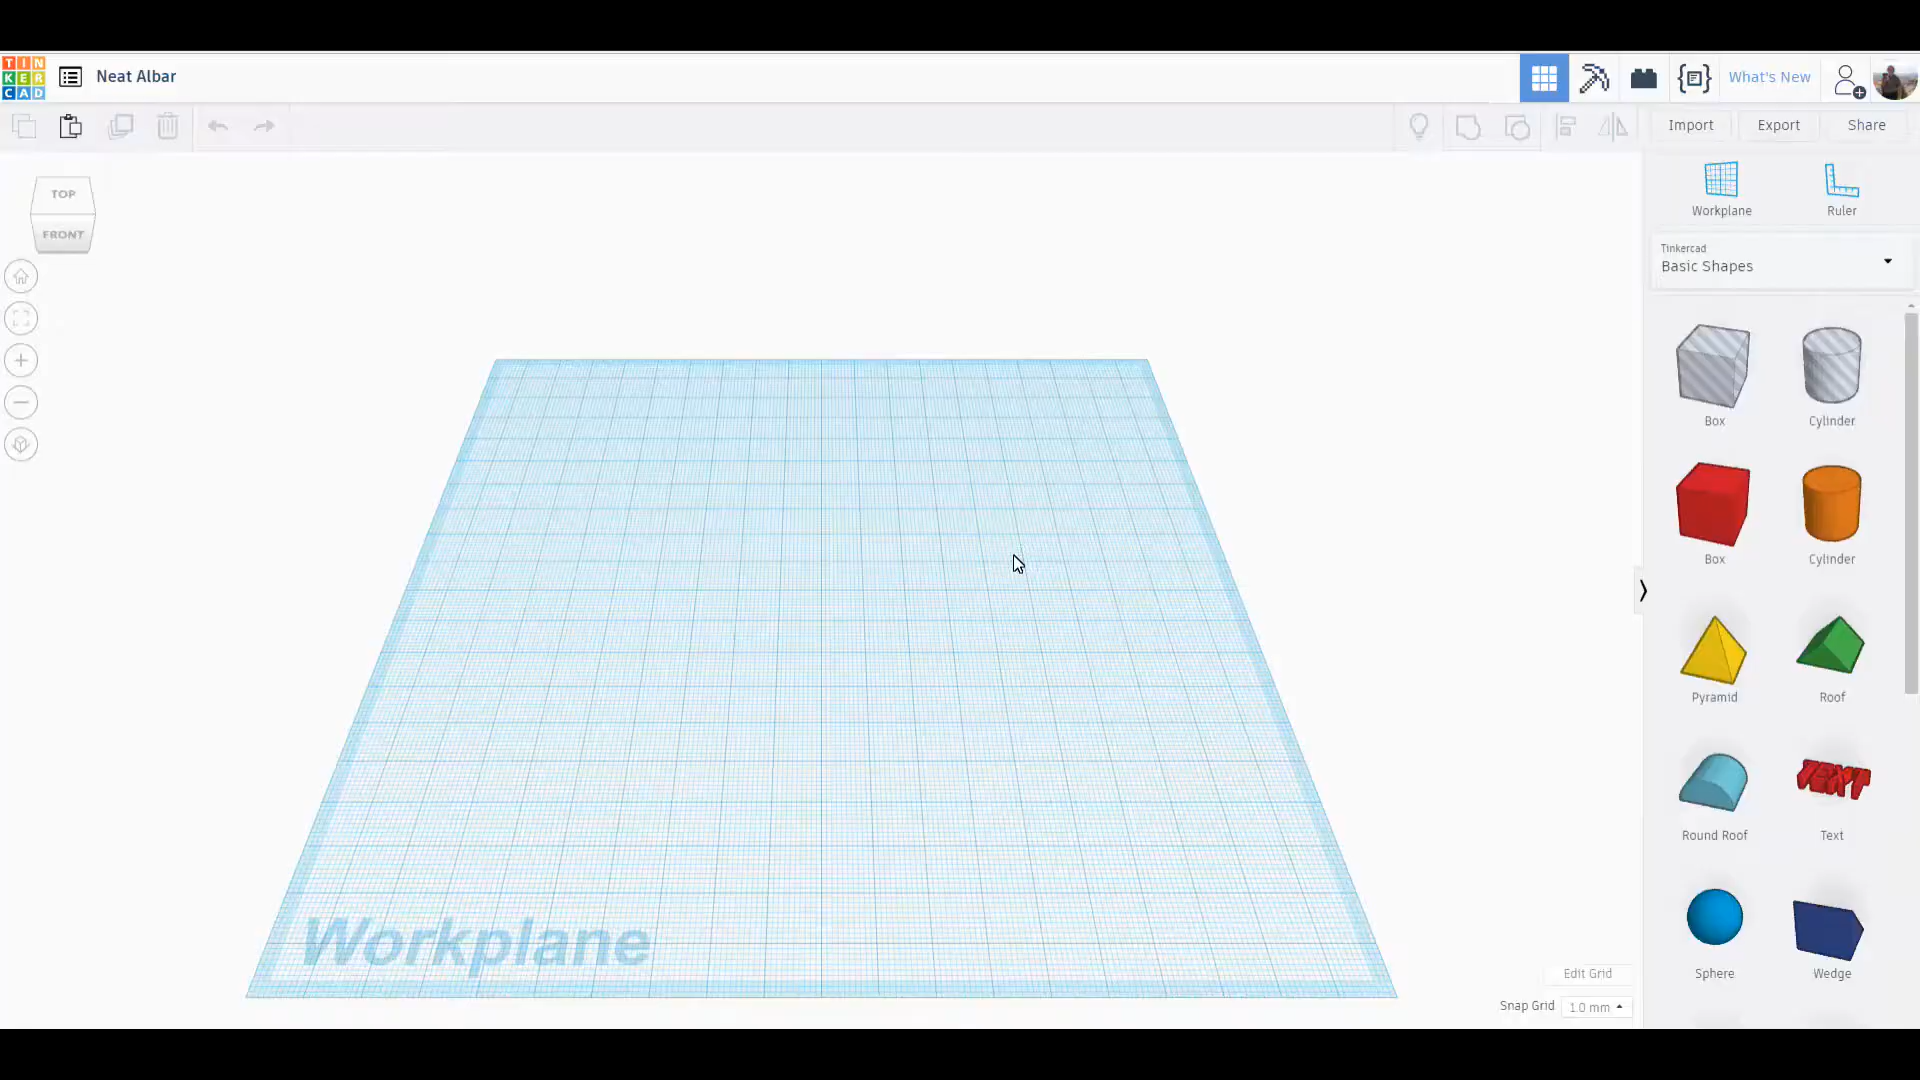 TIN
KER
CAD
Neat Albar
What's New
Import
Export
Share
TOP
FRONT
Workplane
Ruler
Tinkercad
Basic Shapes
Box
Cylinder
Box
Cylinder
Pyramid
Roof
Round Roof
TEXT
Text
Sphere
Wedge
Workplane
Edit Grid
Snap Grid
1.0 mm